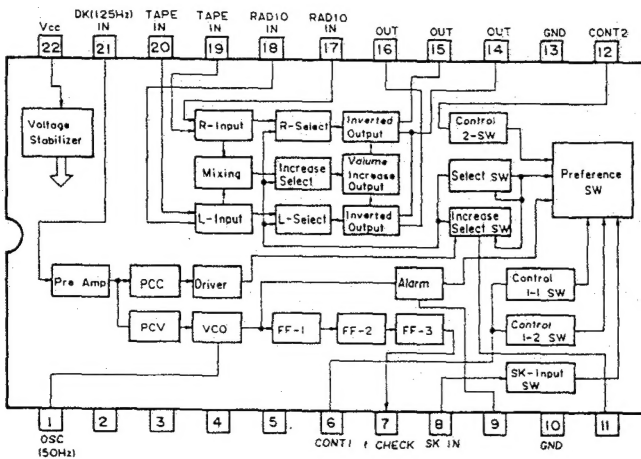 DK(125Hz) TAPE TAPE RADIO RADIO
Vcc IN IN IN IN IN OUT OUT OUT GND CONT2
22 21 20 19 18 17 16 15 14 13 12
Voltage
Stabilizer
R-Input
R-Select
Inverted
Output
Control
2-SW
Mixing
Increase
Select
Volume
Increase
Output
Select SW
Preference
SW
L-Input
L-Select
Inverted
Output
Increase
Select SW
Pre Amp
PCC
Driver
Alarm
Control
1-1 SW
PCV
VCO
FF-1
FF-2
FF-3
Control
1-2 SW
SK-Input
SW
1 2 3 4 5 6 7 8 9 10 11
OSC CONT1 f CHECK SK IN GND
(50Hz)